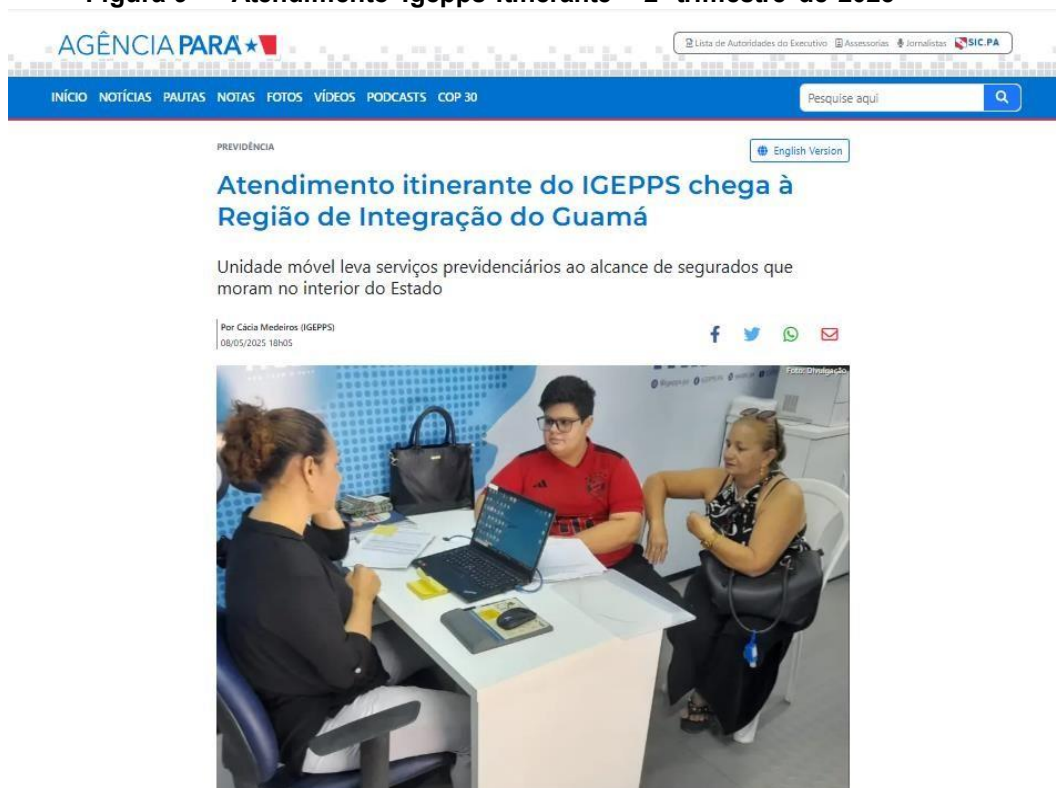 Atendimento Igepps Itinerante
trimestre de 2025
AGÊNCIA PARÁ
Lista de Autoridades do Executivo Assessorias Jornalistas SIC.PA
INÍCIO NOTÍCIAS PAUTAS NOTAS FOTOS VÍDEOS PODCASTS COP 30
Pesquise aqui
PREVIDÊNCIA
English Version
Atendimento itinerante do IGEPPS chega à
Região de Integração do Guamá
Unidade móvel leva serviços previdenciários ao alcance de segurados que
moram no interior do Estado
Por Cácia Medeiros (IGEPPS)
08/05/2025 18h05
Foto: Divulgação